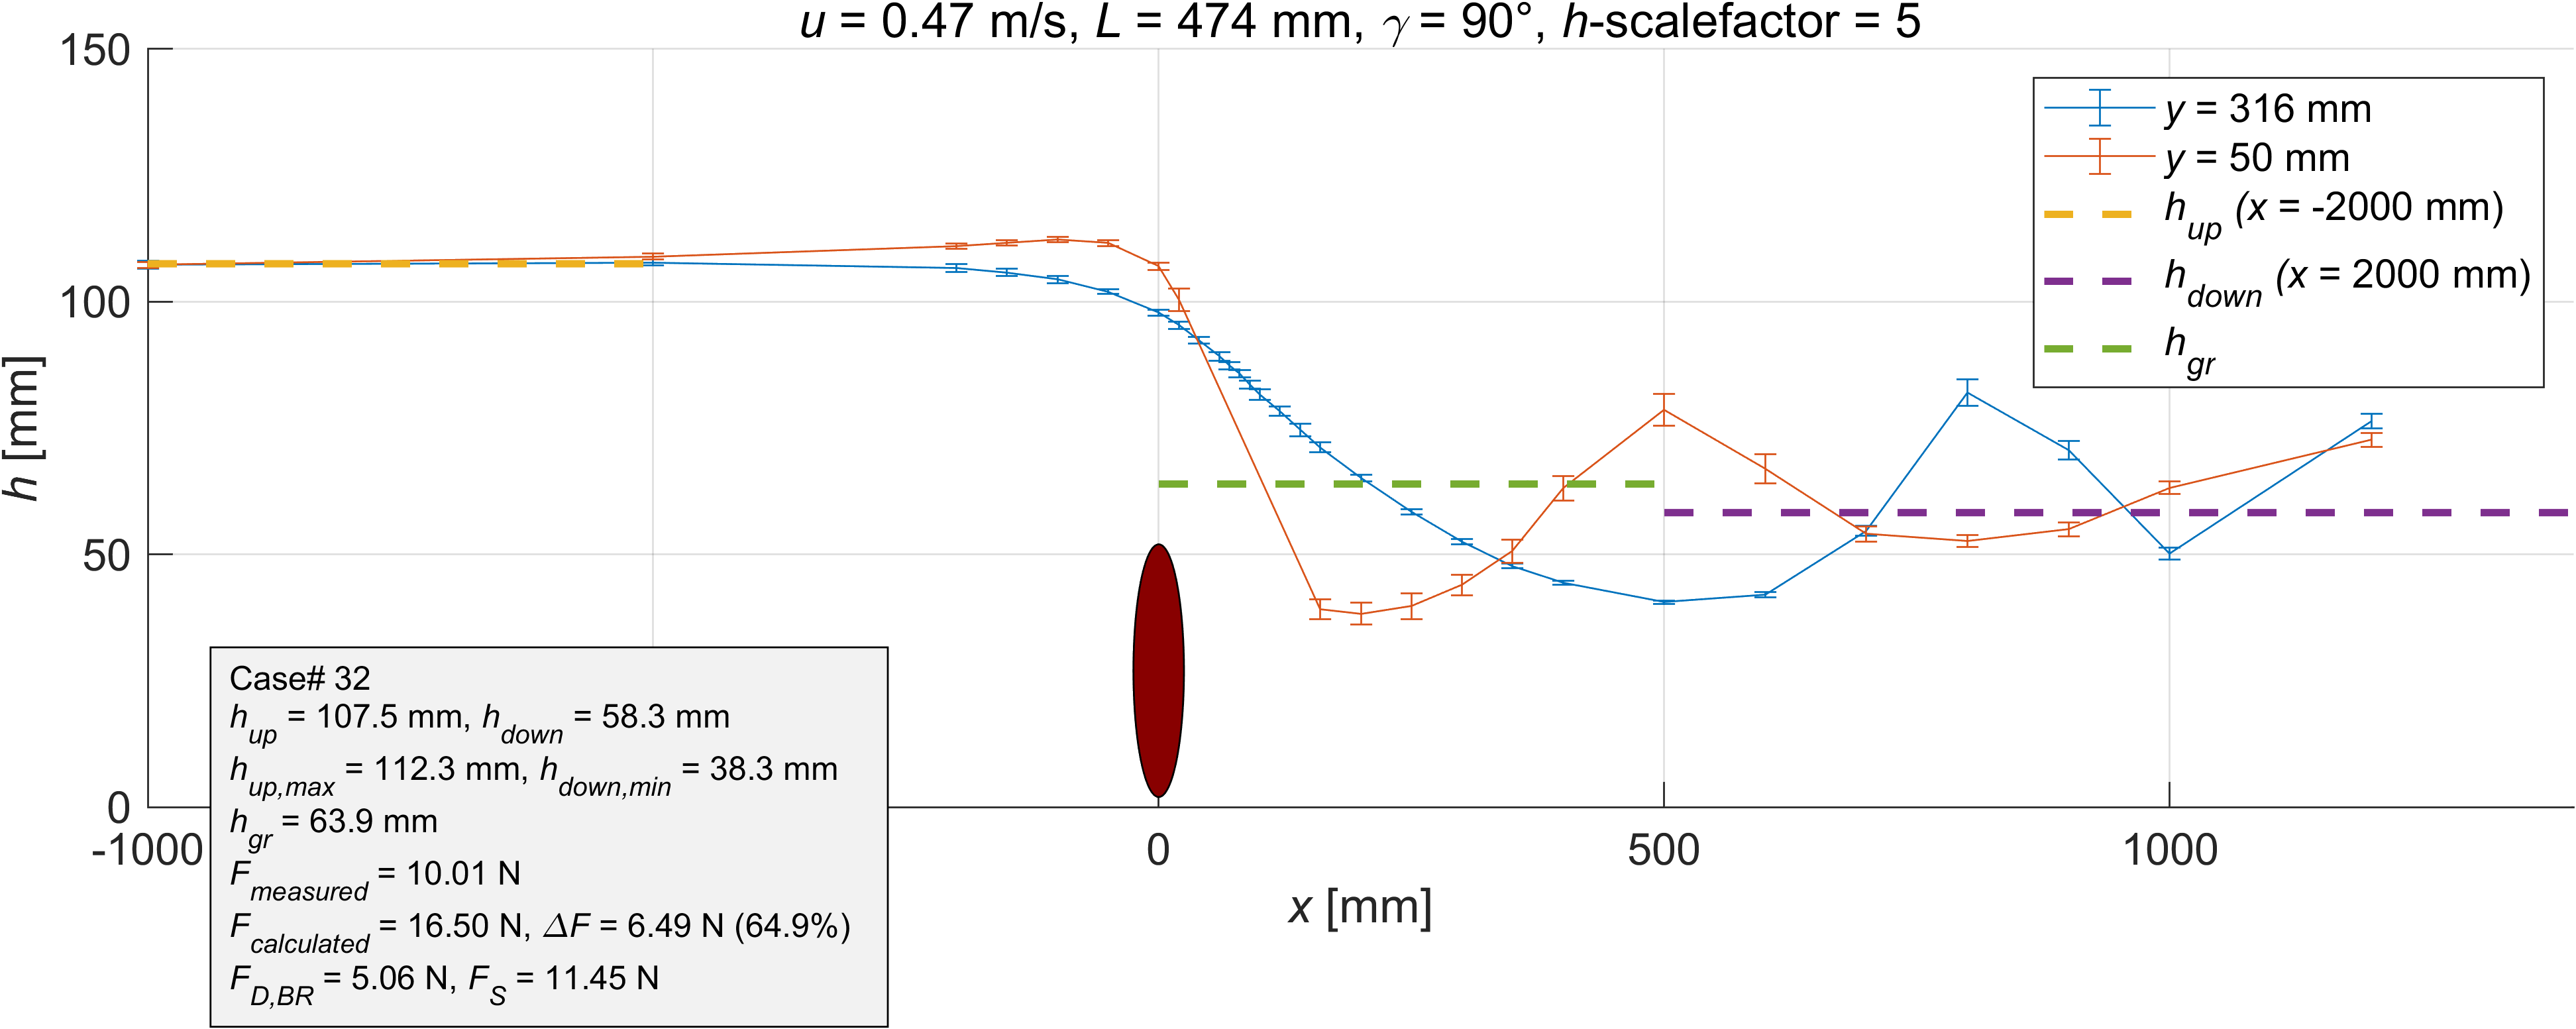 u = 0.47 m/s, L = 474 mm, γ = 90°, h-scalefactor = 5
150
100
50
0
h [mm]
-1000
0
500
1000
x [mm]
y = 316 mm
y = 50 mm
h_up (x = -2000 mm)
h_down (x = 2000 mm)
h_gr
Case# 32
h_up = 107.5 mm, h_down = 58.3 mm
h_up,max = 112.3 mm, h_down,min = 38.3 mm
h_gr = 63.9 mm
F_measured = 10.01 N
F_calculated = 16.50 N, ΔF = 6.49 N (64.9%)
F_D,BR = 5.06 N, F_S = 11.45 N